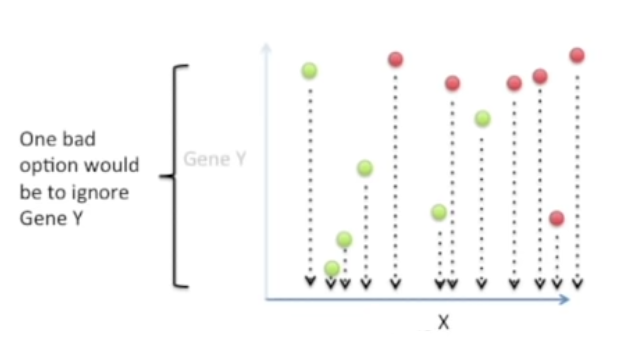 One bad
option would
be to ignore
Gene Y
Gene Y
X